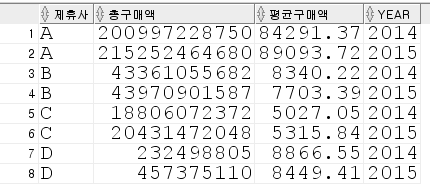 제휴사 총구매액 평균구매액 YEAR
1 A 200997228750 84291.37 2014
2 A 215252464680 89093.72 2015
3 B 43361055682 8340.22 2014
4 B 43970901587 7703.39 2015
5 C 18806072372 5027.05 2014
6 C 20431472048 5315.84 2015
7 D 232498805 8866.55 2014
8 D 457375110 8449.41 2015